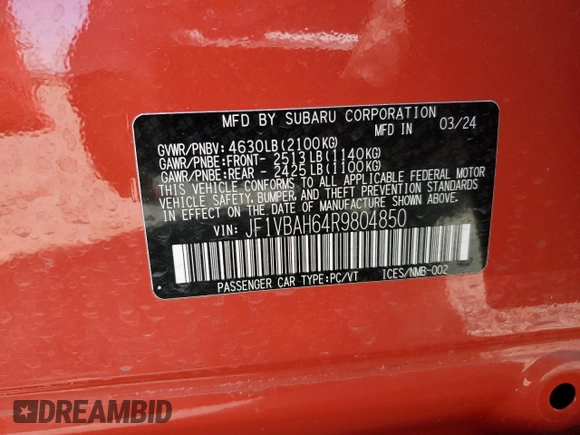 MFD BY SUBARU CORPORATION
MFD IN 03/24
GVWR/PNBV: 4630LB(2100KG)
GAWR/PNBE:FRONT- 2513LB(1140KG)
GAWR/PNBE:REAR - 2425LB(1100KG)
THIS VEHICLE CONFORMS TO ALL APPLICABLE FEDERAL MOTOR
VEHICLE SAFETY, BUMPER, AND THEFT PREVENTION STANDARDS
IN EFFECT ON THE DATE OF MANUFACTURE SHOWN ABOVE.
VIN: JF1VBAH64R9804850
PASSENGER CAR TYPE:PC/VT ICES/NMB-002
DREAMBID